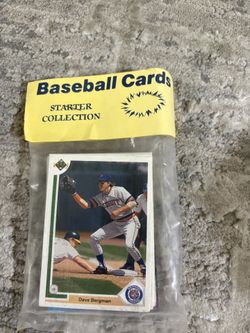 Baseball Cards
STARTER
COLLECTION
Dave Bergman